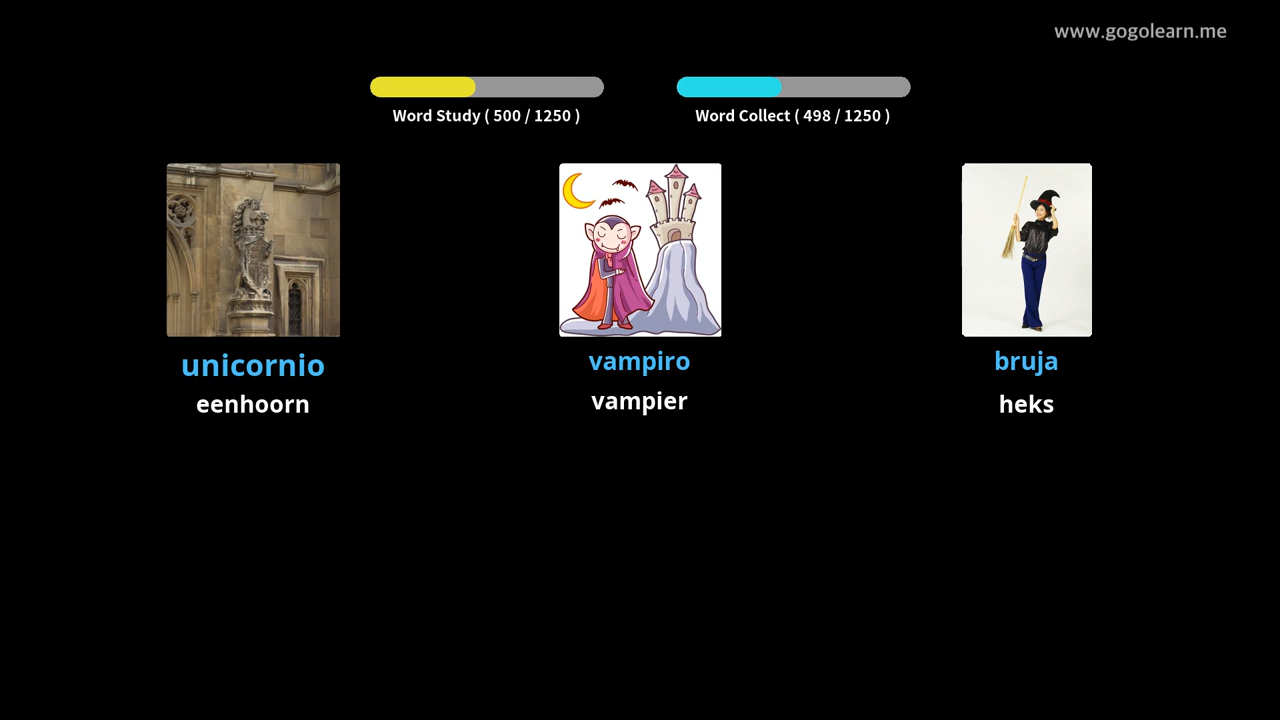 www.gogolearn.me
Word Study ( 500 / 1250 )
Word Collect ( 498 / 1250 )
unicornio
eenhoorn
vampiro
vampier
bruja
heks